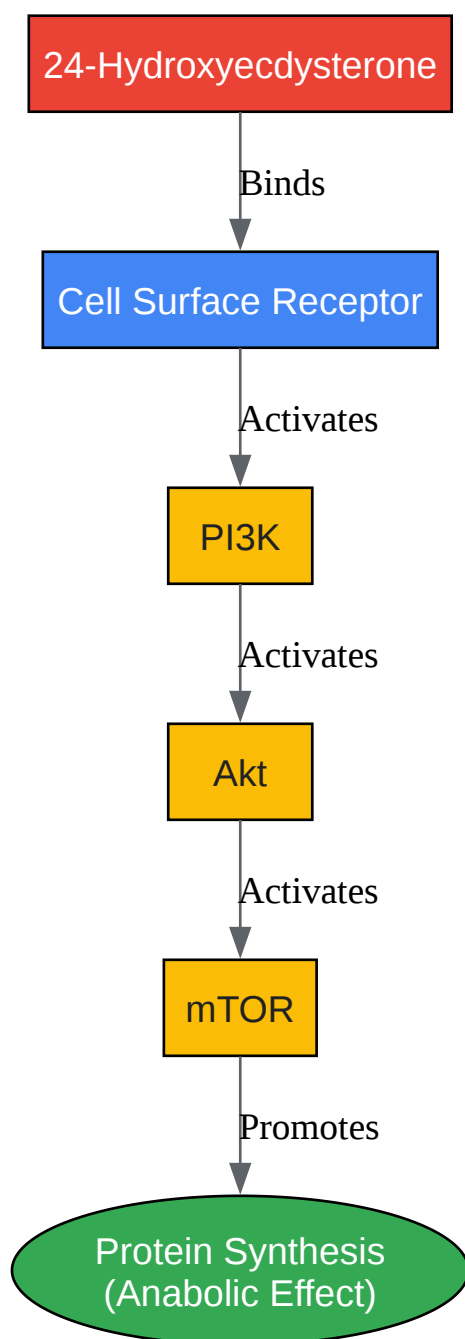 24-Hydroxyecdysterone
Binds
Cell Surface Receptor
Activates
PI3K
Activates
Akt
Activates
mTOR
Promotes
Protein Synthesis
(Anabolic Effect)